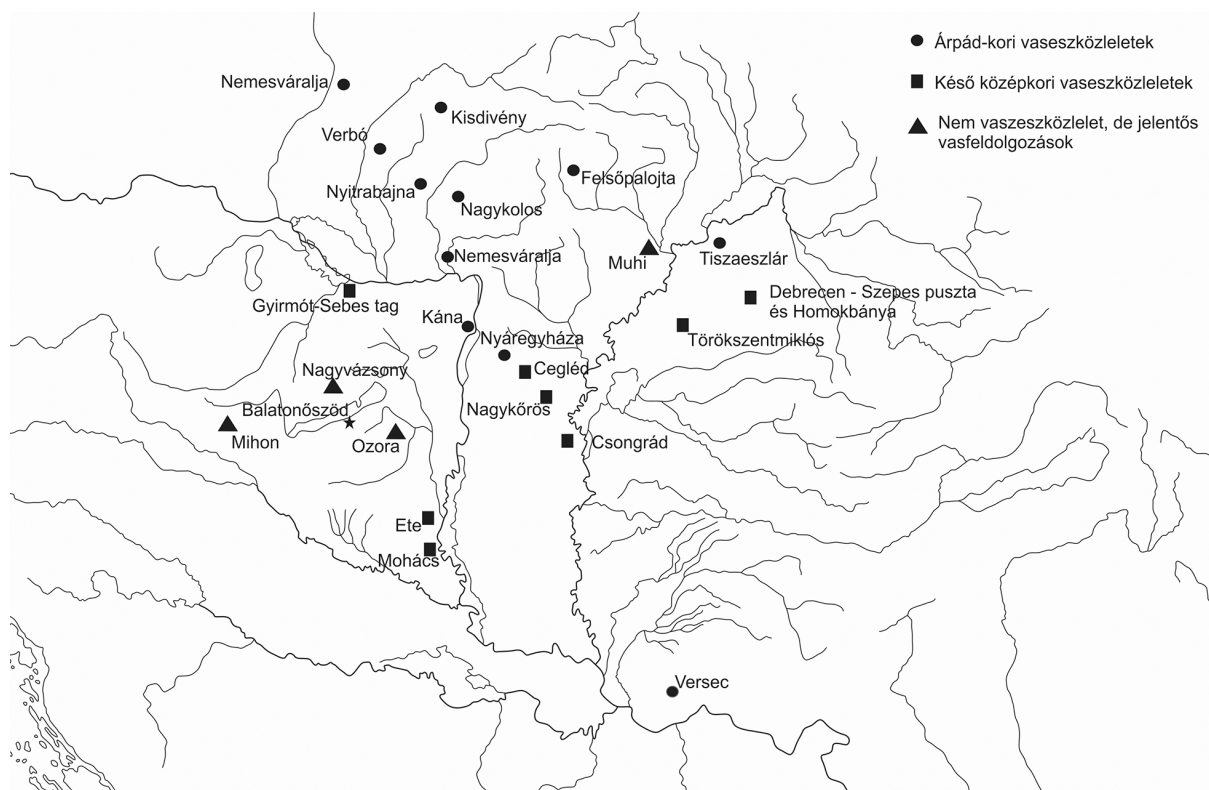 Árpád-kori vaseszközleletek
Késő középkori vaseszközleletek
Nem vaszeszközlelet, de jelentős
vasfeldolgozások
Nemesváralja
Kisdivény
Verbó
Nyitrabajna
Felsőpalojta
Nagykolos
Nemesváralja
Muhi
Tiszaeszlár
Gyirmót-Sebes tag
Debrecen - Szepes puszta
és Homokbánya
Kána
Nyáregyháza
Törökszentmiklós
Cegléd
Nagyvázsony
Nagykőrös
Balatonőszöd
Mihon
Ozora
Csongrád
Ete
Mohács
Versec